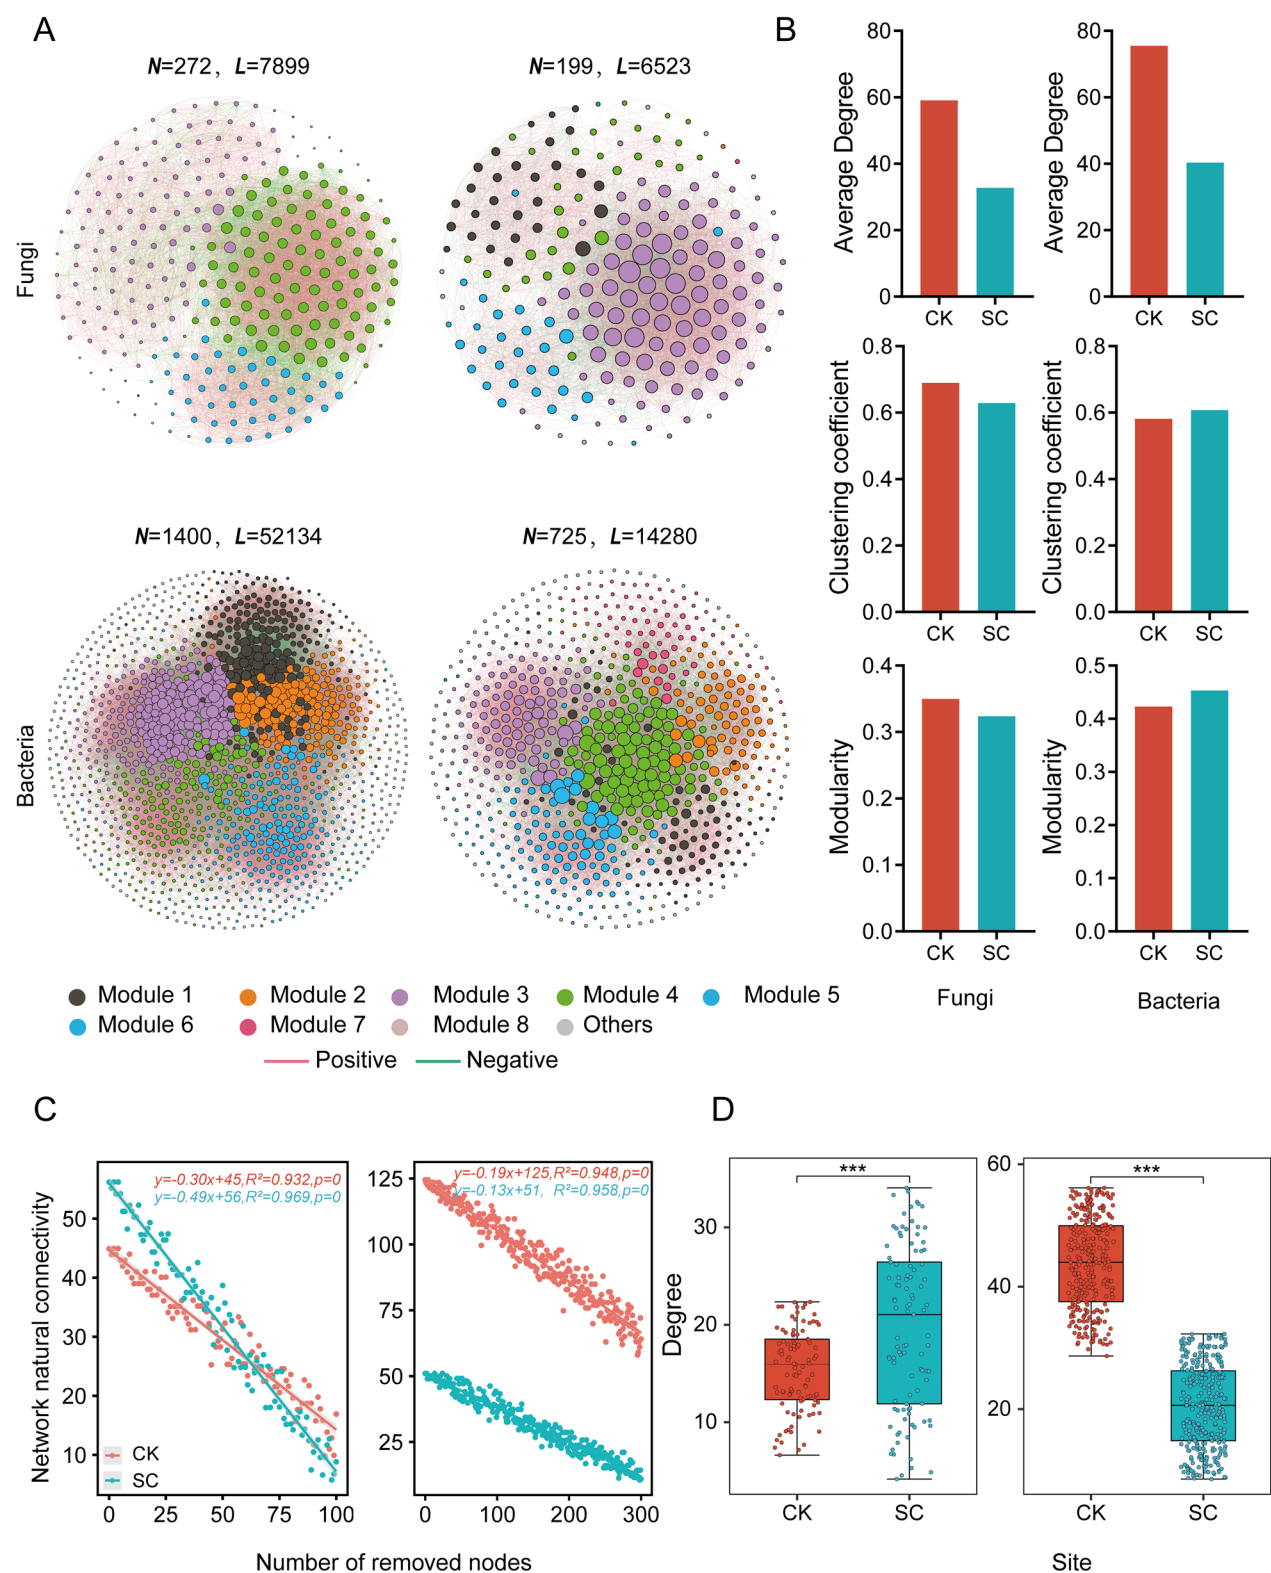 A
N=272, L=7899
N=199, L=6523
Fungi
N=1400, L=52134
N=725, L=14280
Bacteria
Module 1
Module 2
Module 3
Module 4
Module 5
Module 6
Module 7
Module 8
Others
Positive
Negative
B
Average Degree
80
60
40
20
0
CK
SC
Average Degree
80
60
40
20
0
CK
SC
Clustering coefficient
0.8
0.6
0.4
0.2
0.0
CK
SC
Clustering coefficient
0.8
0.6
0.4
0.2
0.0
CK
SC
Modularity
0.4
0.3
0.2
0.1
0.0
CK
SC
Modularity
0.5
0.4
0.3
0.2
0.1
0.0
CK
SC
Fungi
Bacteria
C
Network natural connectivity
50
40
30
20
10
y=-0.30x+45,R²=0.932,p=0
y=-0.49x+56,R²=0.969,p=0
CK
SC
0
25
50
75
100
125
100
75
50
25
y=-0.19x+125,R²=0.948,p=0
y=-0.13x+51, R²=0.958,p=0
0
100
200
300
Number of removed nodes
D
Degree
30
20
10
***
CK
SC
60
40
20
***
CK
SC
Site